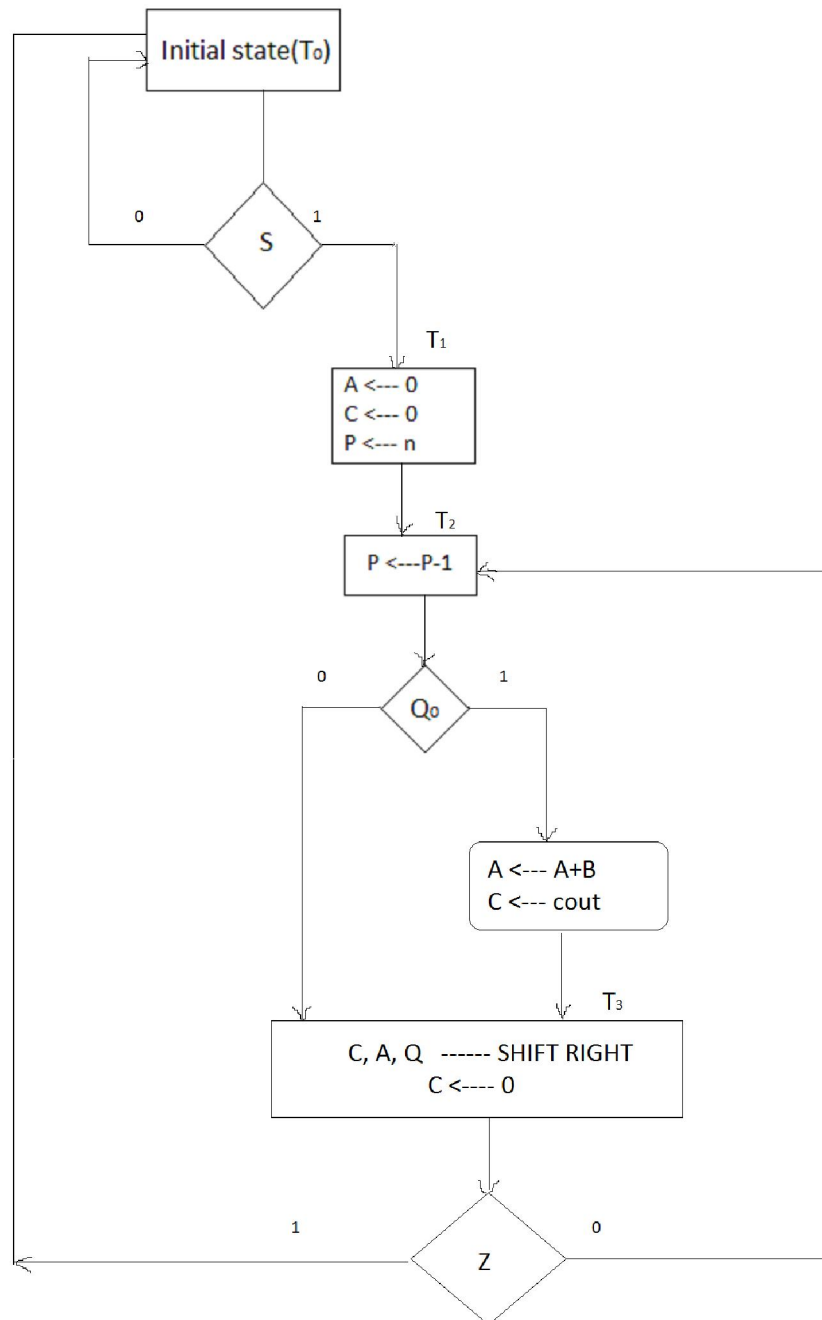 Initial state(T₀)
0
1
S
T₁
A <--- 0
C <--- 0
P <--- n
T₂
P <---P-1
0
1
Q₀
A <--- A+B
C <--- cout
T₃
C, A, Q ------ SHIFT RIGHT
C <---- 0
1
0
Z